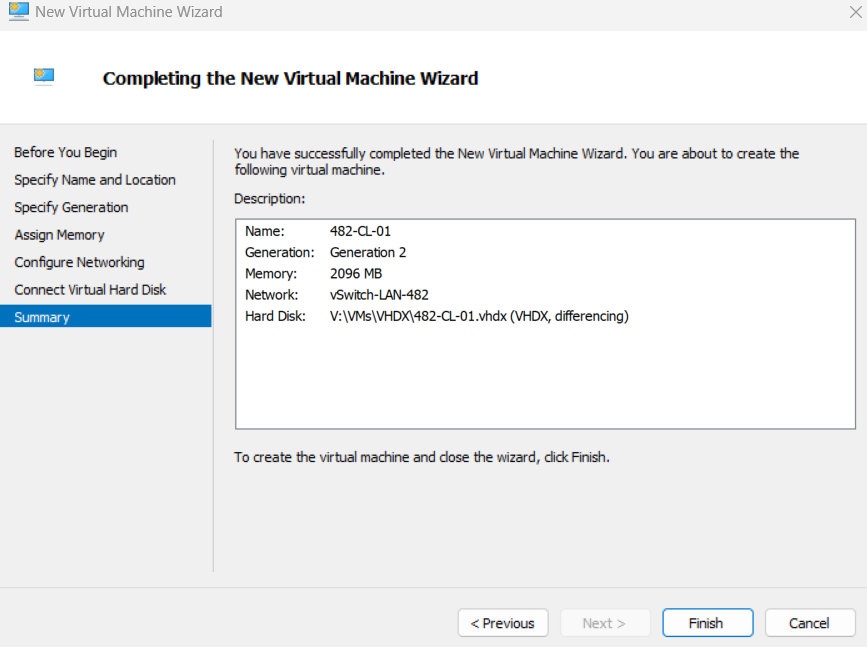 New Virtual Machine Wizard
Completing the New Virtual Machine Wizard
Before You Begin
Specify Name and Location
Specify Generation
Assign Memory
Configure Networking
Connect Virtual Hard Disk
Summary
You have successfully completed the New Virtual Machine Wizard. You are about to create the
following virtual machine.
Description:
Name: 482-CL-01
Generation: Generation 2
Memory: 2096 MB
Network: vSwitch-LAN-482
Hard Disk: V:\VMs\VHDX\482-CL-01.vhdx (VHDX, differencing)
To create the virtual machine and close the wizard, click Finish.
< Previous
Next >
Finish
Cancel